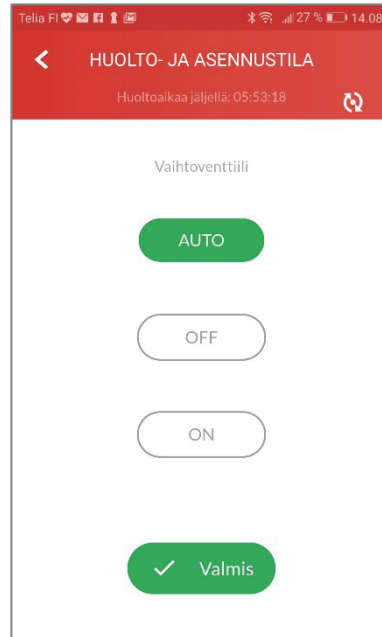 Telia FI 27 % 14.08
HUOLTO- JA ASENNUSTILA
Huoltoaikaa jäljellä: 05:53:18
Vaihtoventtiili
AUTO
OFF
ON
Valmis